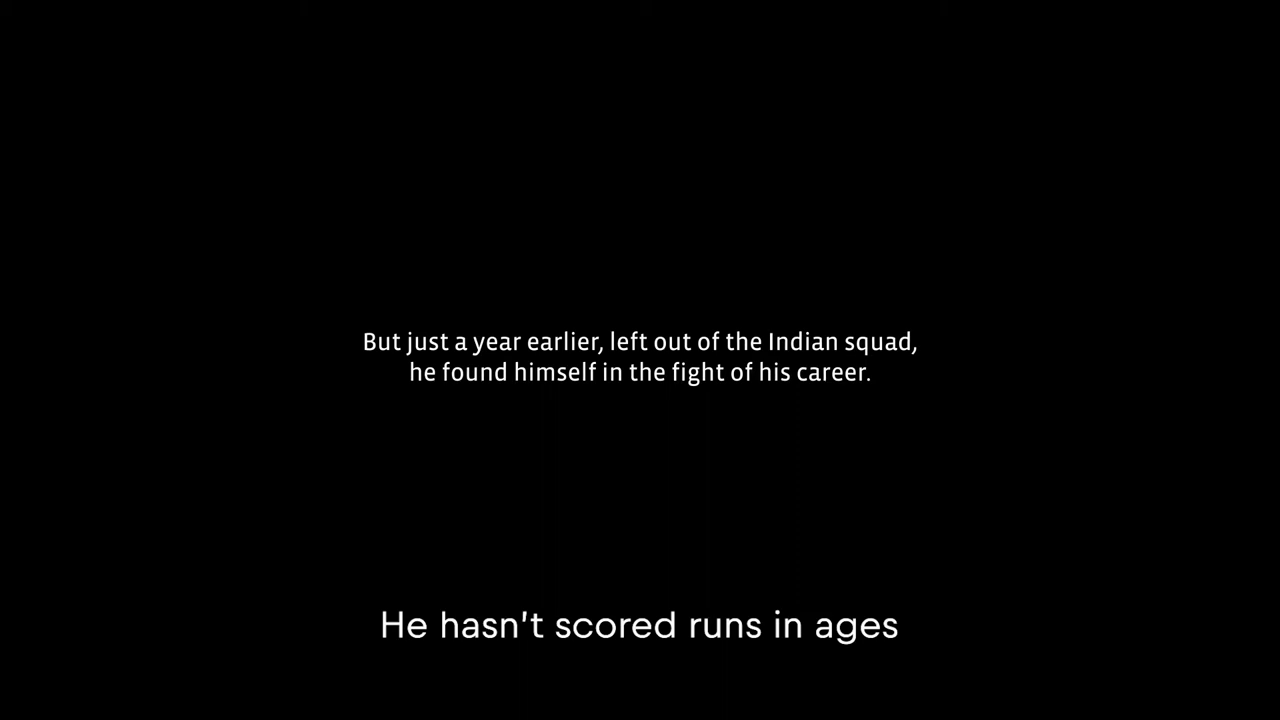 But just a year earlier, left out of the Indian squad,
he found himself in the fight of his career.
He hasn't scored runs in ages